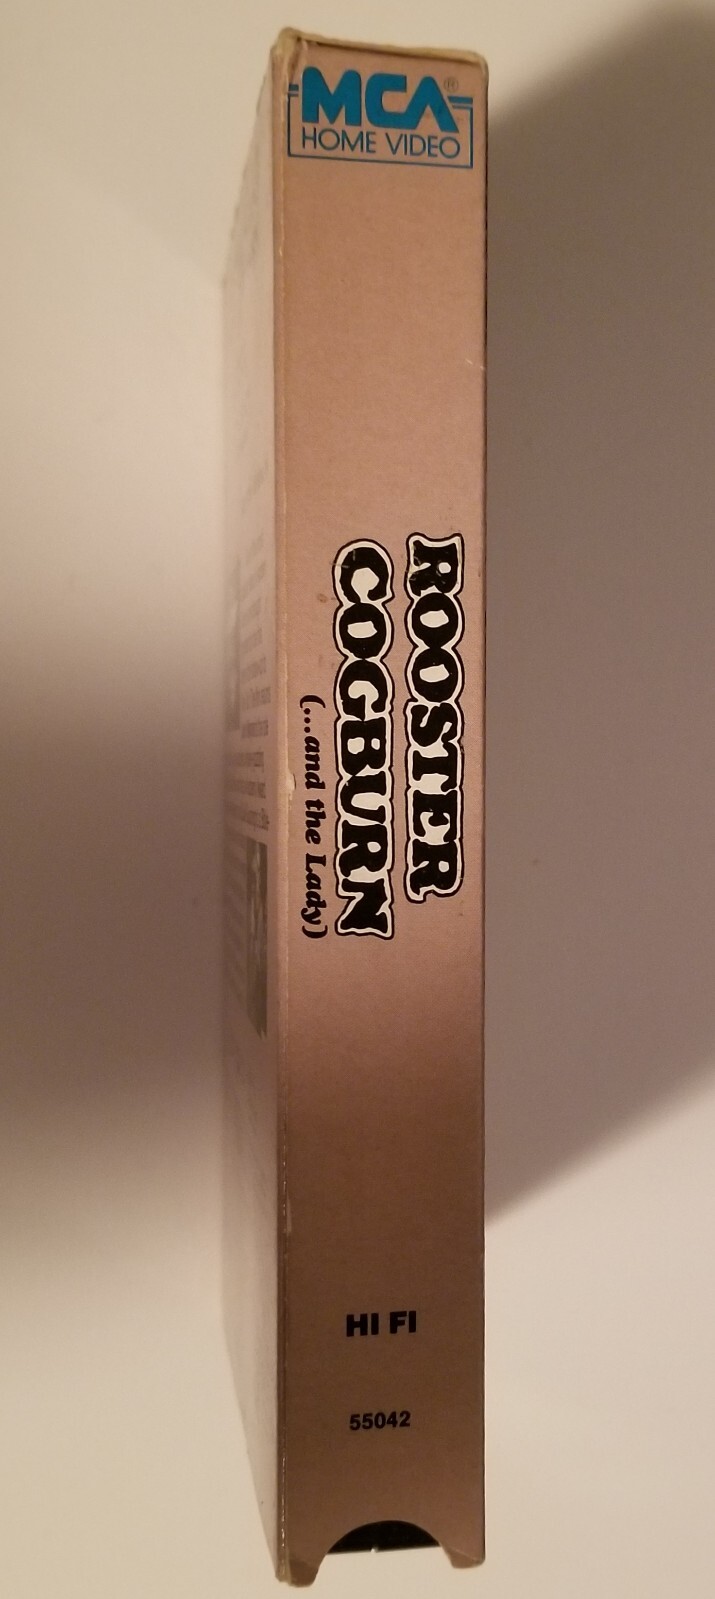 MCA®
HOME VIDEO
ROOSTER
COGBURN
(...and the Lady)
HI FI
55042